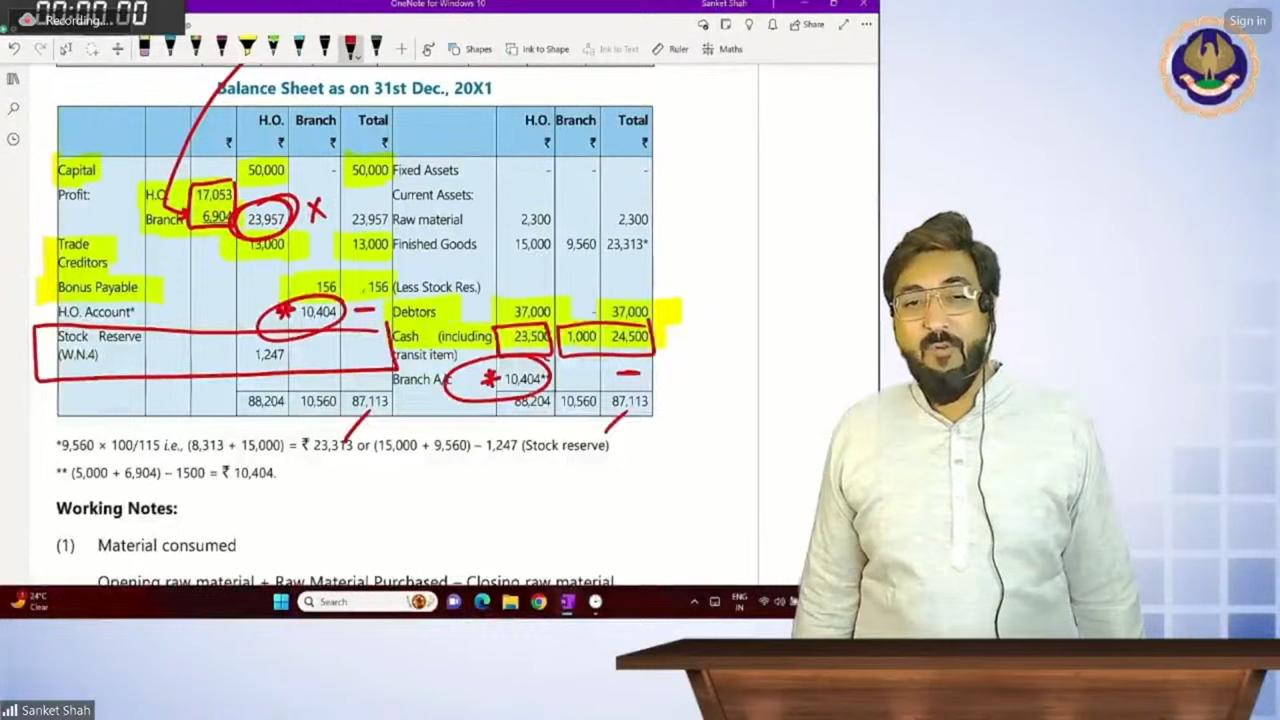 00:00:00
Recording...
OneNote for Windows 10
Sanket Shah
Sign in
Share
Shapes
Ink to Shape
Ink to Text
Ruler
Maths
Balance Sheet as on 31st Dec., 20X1
H.O. Branch Total H.O. Branch Total
₹ ₹ ₹ ₹ ₹ ₹ ₹
Capital 50,000 - 50,000 Fixed Assets - - -
Profit: H.O. 17,053 Current Assets:
Branch 6,904 23,957 23,957 Raw material 2,300 2,300
Trade 13,000 13,000 Finished Goods 15,000 9,560 23,313*
Creditors
Bonus Payable 156 156 (Less Stock Res.)
H.O. Account* 10,404 Debtors 37,000 - 37,000
Stock Reserve Cash (including 23,500 1,000 24,500
(W.N.4) 1,247 transit item)
Branch A/c 10,404**
88,204 10,560 87,113 88,204 10,560 87,113
*9,560 × 100/115 i.e., (8,313 + 15,000) = ₹ 23,313 or (15,000 + 9,560) – 1,247 (Stock reserve)
** (5,000 + 6,904) – 1500 = ₹ 10,404.
Working Notes:
(1) Material consumed
Opening raw material + Raw Material Purchased – Closing raw material
24°C
Clear
Search
ENG
IN
Sanket Shah